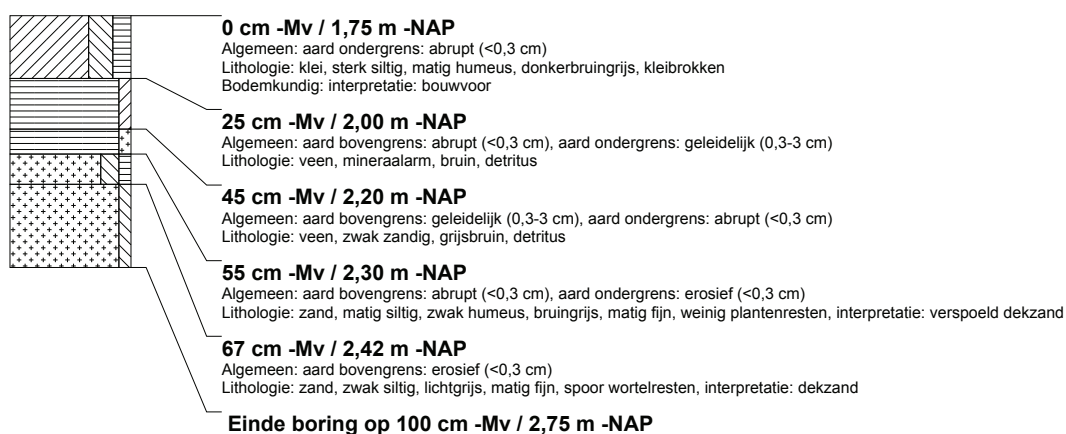 0 cm -Mv / 1,75 m -NAP
Algemeen: aard ondergrens: abrupt (<0,3 cm)
Lithologie: klei, sterk siltig, matig humeus, donkerbruingrijs, kleibrokken
Bodemkundig: interpretatie: bouwvoor
25 cm -Mv / 2,00 m -NAP
Algemeen: aard bovengrens: abrupt (<0,3 cm), aard ondergrens: geleidelijk (0,3-3 cm)
Lithologie: veen, mineraalarm, bruin, detritus
45 cm -Mv / 2,20 m -NAP
Algemeen: aard bovengrens: geleidelijk (0,3-3 cm), aard ondergrens: abrupt (<0,3 cm)
Lithologie: veen, zwak zandig, grijsbruin, detritus
55 cm -Mv / 2,30 m -NAP
Algemeen: aard bovengrens: abrupt (<0,3 cm), aard ondergrens: erosief (<0,3 cm)
Lithologie: zand, matig siltig, zwak humeus, bruingrijs, matig fijn, weinig plantenresten, interpretatie: verspoeld dekzand
67 cm -Mv / 2,42 m -NAP
Algemeen: aard bovengrens: erosief (<0,3 cm)
Lithologie: zand, zwak siltig, lichtgrijs, matig fijn, spoor wortelresten, interpretatie: dekzand
Einde boring op 100 cm -Mv / 2,75 m -NAP